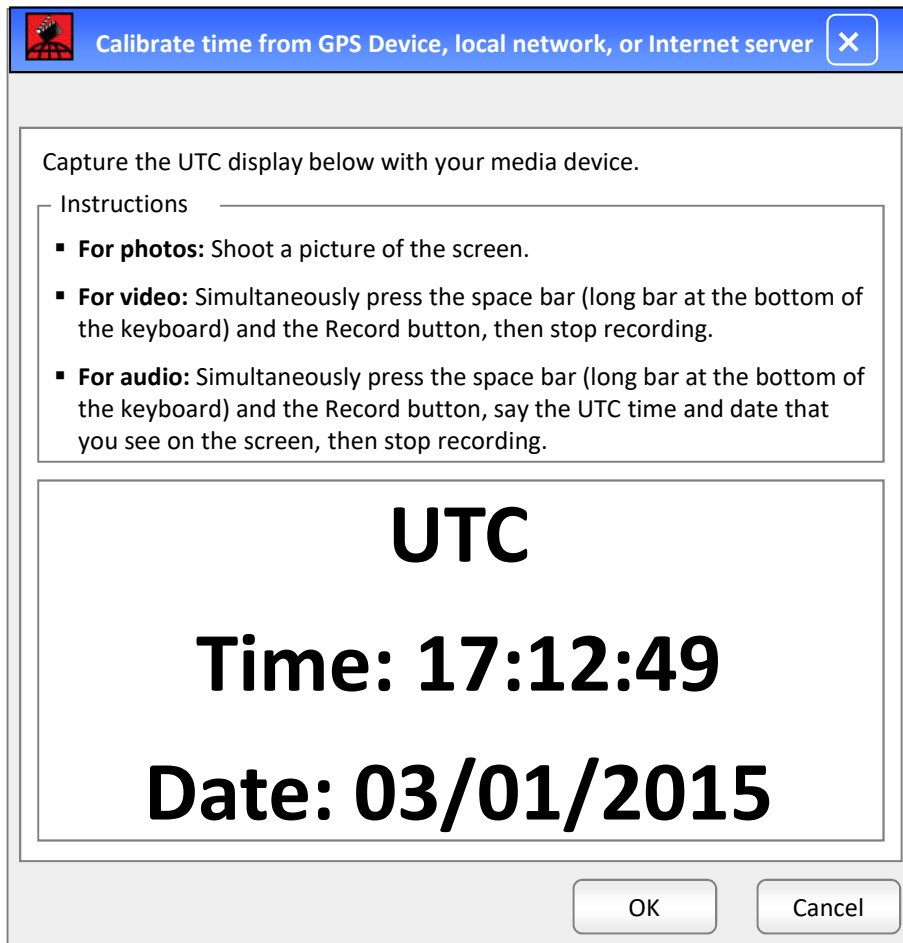 Calibrate time from GPS Device, local network, or Internet server
Capture the UTC display below with your media device.
Instructions
▪ For photos: Shoot a picture of the screen.
▪ For video: Simultaneously press the space bar (long bar at the bottom of
the keyboard) and the Record button, then stop recording.
▪ For audio: Simultaneously press the space bar (long bar at the bottom of
the keyboard) and the Record button, say the UTC time and date that
you see on the screen, then stop recording.
UTC
Time: 17:12:49
Date: 03/01/2015
OK Cancel